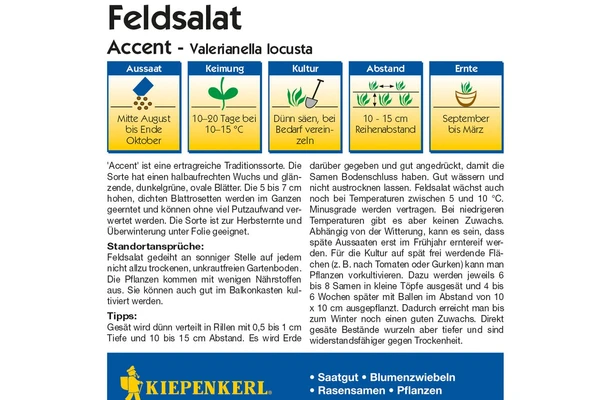 Feldsalat
Accent - Valerianella locusta
Aussaat
Mitte August
bis Ende
Oktober
Keimung
10–20 Tage bei
10–15 °C
Kultur
Dünn säen, bei
Bedarf verein-
zeln
Abstand
10 - 15 cm
Reihenabstand
Ernte
September
bis März
'Accent' ist eine ertragreiche Traditionssorte. Die
Sorte hat einen halbaufrechten Wuchs und glän-
zende, dunkelgrüne, ovale Blätter. Die 5 bis 7 cm
hohen, dichten Blattrosetten werden im Ganzen
geerntet und können ohne viel Putzaufwand ver-
wertet werden. Die Sorte ist zur Herbsternte und
Überwinterung unter Folie geeignet.
Standortansprüche:
Feldsalat gedeiht an sonniger Stelle auf jedem
nicht allzu trockenen, unkrautfreien Gartenboden.
Die Pflanzen kommen mit wenigen Nährstoffen
aus. Sie können auch gut im Balkonkasten kul-
tiviert werden.
Tipps:
Gesät wird dünn verteilt in Rillen mit 0,5 bis 1 cm
Tiefe und 10 bis 15 cm Abstand. Es wird Erde
darüber gegeben und gut angedrückt, damit die
Samen Bodenschluss haben. Gut wässern und
nicht austrocknen lassen. Feldsalat wächst auch
noch bei Temperaturen zwischen 5 und 10 °C.
Minusgrade werden vertragen. Bei niedrigeren
Temperaturen gibt es aber keinen Zuwachs.
Abhängig von der Witterung, kann es sein, dass
späte Aussaaten erst im Frühjahr erntereif wer-
den. Für die Kultur auf spät frei werdende Flä-
chen (z. B. nach Tomaten oder Gurken) kann man
Pflanzen vorkultivieren. Dazu werden jeweils 6
bis 8 Samen in kleine Töpfe ausgesät und 4 bis
6 Wochen später mit Ballen im Abstand von 10
x 10 cm ausgepflanzt. Dadurch erreicht man bis
zum Winter noch einen guten Zuwachs. Direkt
gesäte Bestände wurzeln aber tiefer und sind
widerstandsfähiger gegen Trockenheit.
KIEPENKERL®
• Saatgut • Blumenzwiebeln
• Rasensamen • Pflanzen